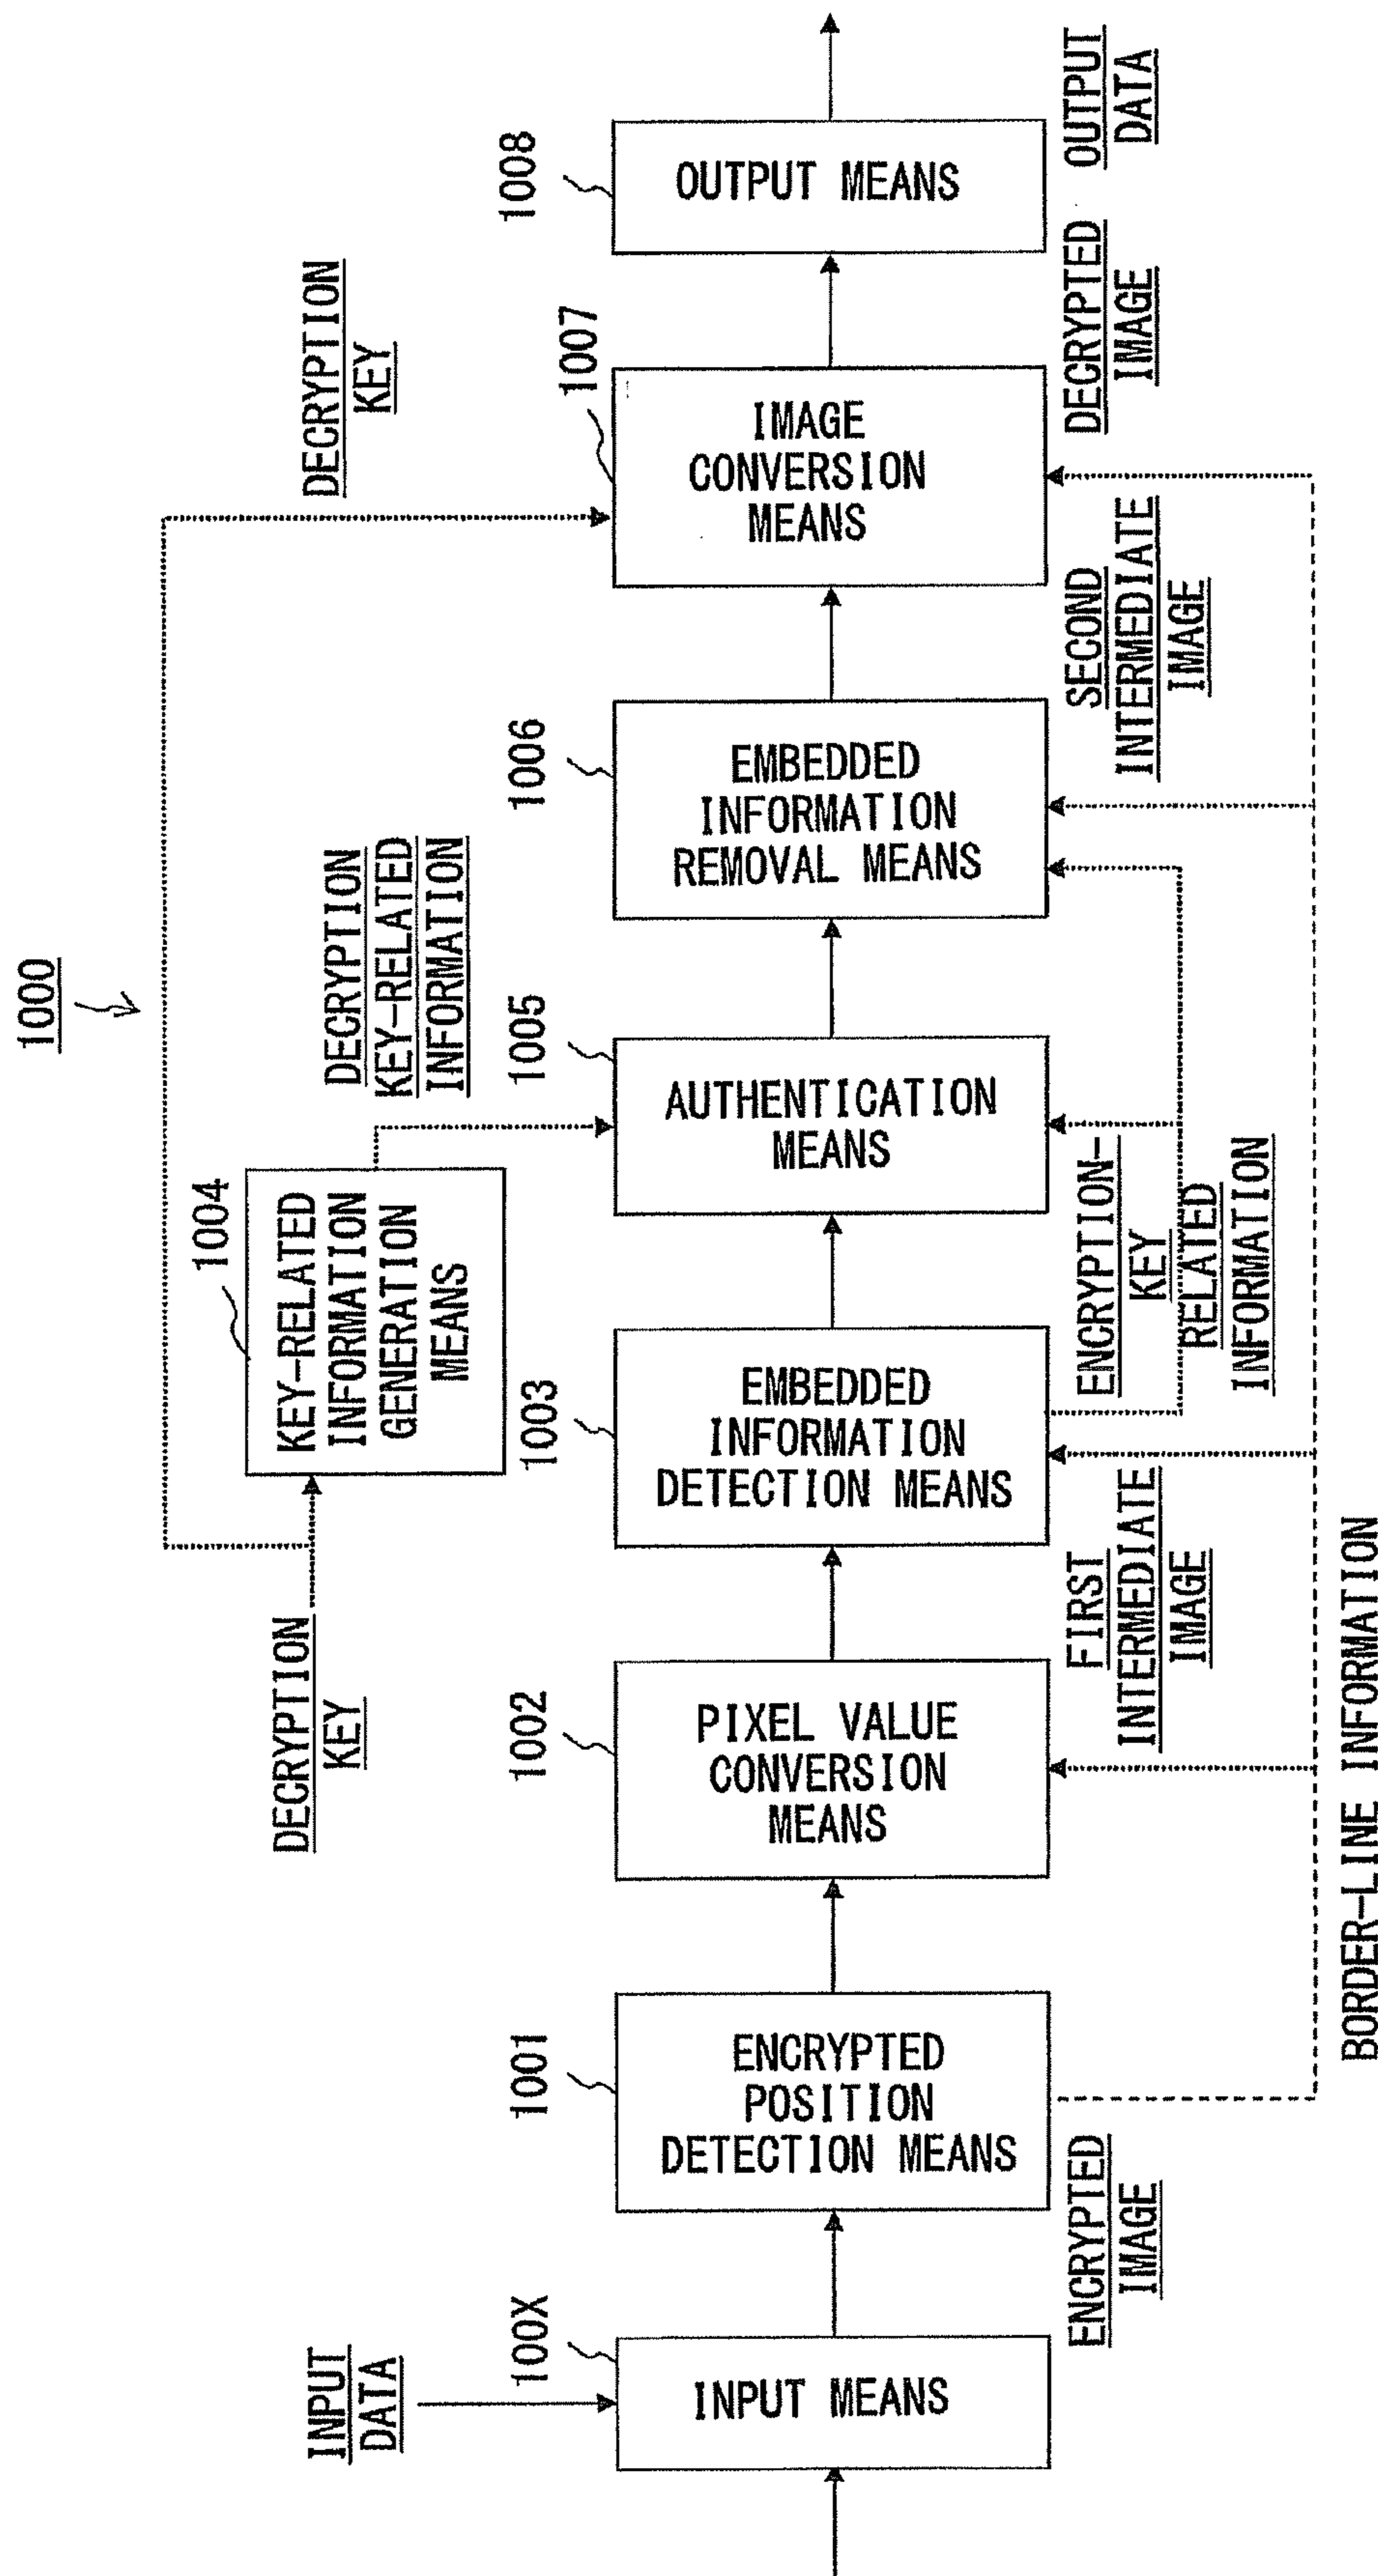 1000
INPUT
DATA
100X
INPUT MEANS
ENCRYPTED
IMAGE
1001
ENCRYPTED
POSITION
DETECTION MEANS
BORDER-LINE INFORMATION
1002
PIXEL VALUE
CONVERSION
MEANS
FIRST
INTERMEDIATE
IMAGE
DECRYPTION
KEY
1003
EMBEDDED
INFORMATION
DETECTION MEANS
1004
KEY-RELATED
INFORMATION
GENERATION
MEANS
ENCRYPTION-
KEY
RELATED
INFORMATION
DECRYPTION
KEY-RELATED
INFORMATION
1005
AUTHENTICATION
MEANS
1006
EMBEDDED
INFORMATION
REMOVAL MEANS
SECOND
INTERMEDIATE
IMAGE
DECRYPTION
KEY
1007
IMAGE
CONVERSION
MEANS
DECRYPTED
IMAGE
1008
OUTPUT MEANS
OUTPUT
DATA